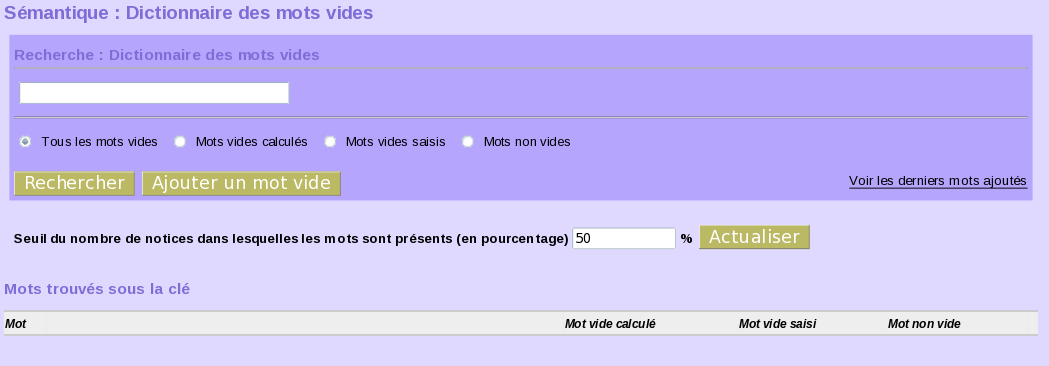 Sémantique : Dictionnaire des mots vides
Recherche : Dictionnaire des mots vides
Tous les mots vides Mots vides calculés Mots vides saisis Mots non vides
Rechercher Ajouter un mot vide Voir les derniers mots ajoutés
Seuil du nombre de notices dans lesquelles les mots sont présents (en pourcentage) 50 % Actualiser
Mots trouvés sous la clé
Mot Mot vide calculé Mot vide saisi Mot non vide